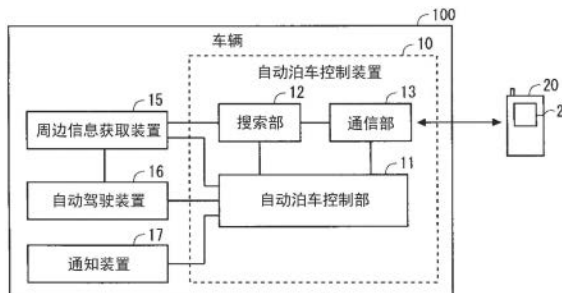 100
车辆
10
自动泊车控制装置
15
周边信息获取装置
12
搜索部
13
通信部
20
2
16
自动驾驶装置
11
自动泊车控制部
17
通知装置